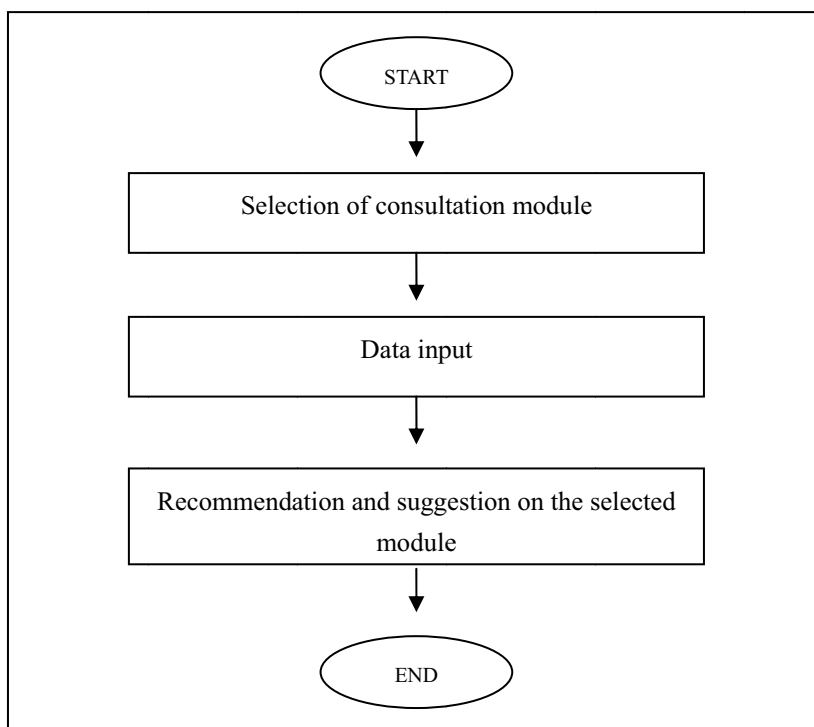 START
Selection of consultation module
Data input
Recommendation and suggestion on the selected
module
END